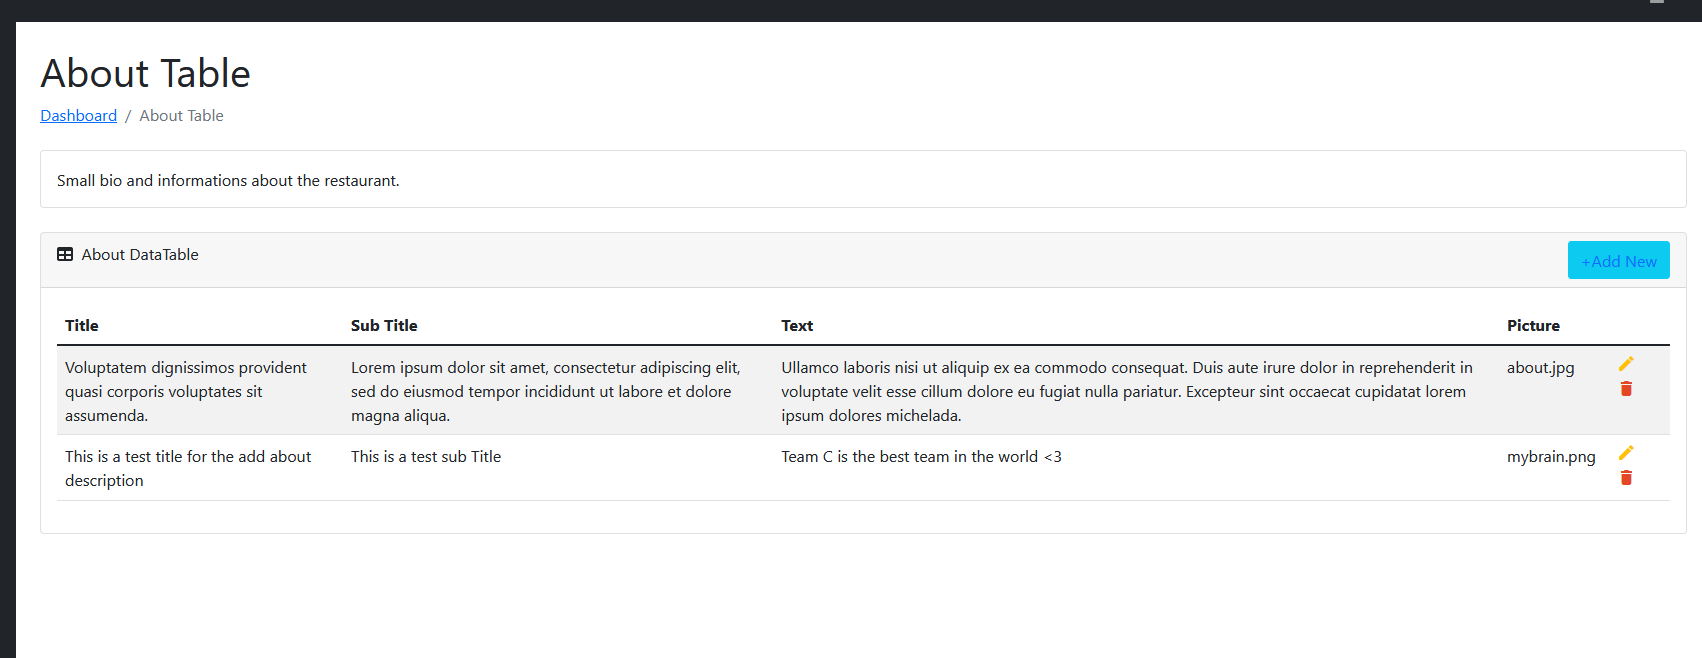 About Table
Dashboard / About Table
Small bio and informations about the restaurant.
About DataTable
+Add New
Title Sub Title Text Picture
Voluptatem dignissimos provident
quasi corporis voluptates sit
assumenda.
Lorem ipsum dolor sit amet, consectetur adipiscing elit,
sed do eiusmod tempor incididunt ut labore et dolore
magna aliqua.
Ullamco laboris nisi ut aliquip ex ea commodo consequat. Duis aute irure dolor in reprehenderit in
voluptate velit esse cillum dolore eu fugiat nulla pariatur. Excepteur sint occaecat cupidatat lorem
ipsum dolores michelada.
about.jpg
This is a test title for the add about
description
This is a test sub Title
Team C is the best team in the world <3
mybrain.png